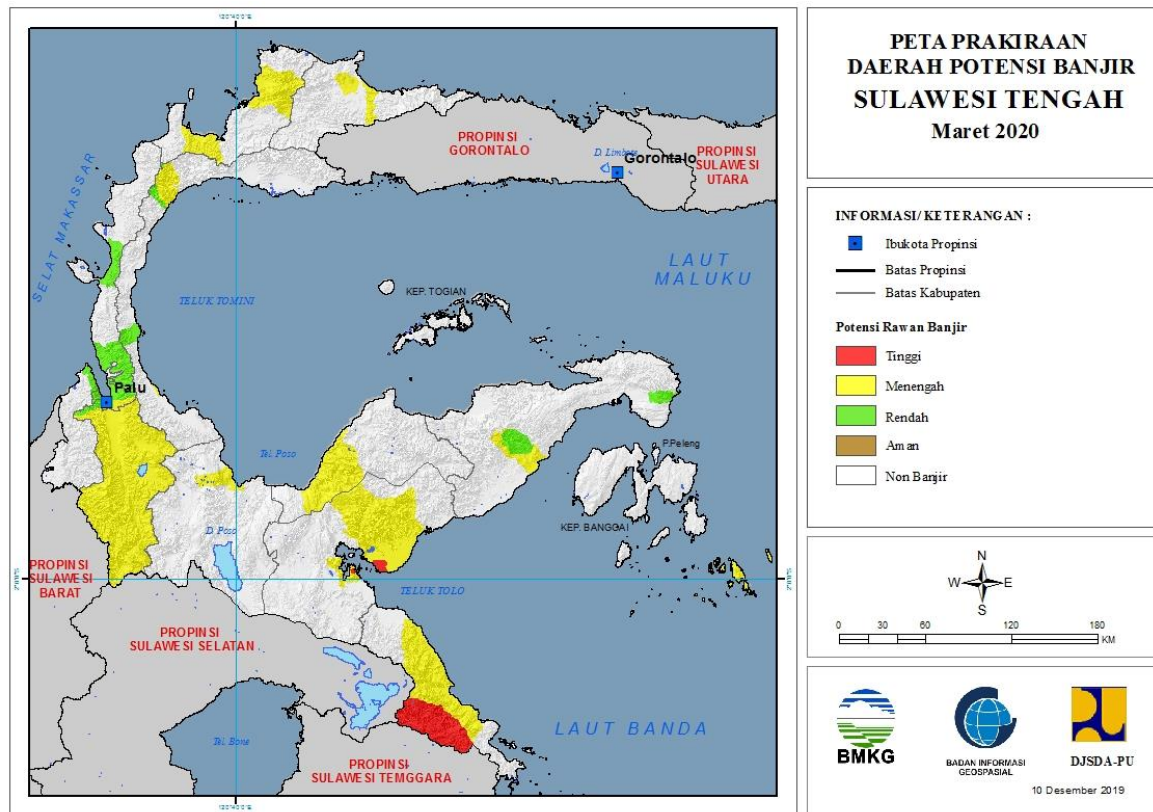 PETA PRAKIRAAN
DAERAH POTENSI BANJIR
SULAWESI TENGAH
Maret 2020
INFORMASI/ KETERANGAN :
Ibukota Propinsi
Batas Propinsi
Batas Kabupaten
Potensi Rawan Banjir
Tinggi
Menengah
Rendah
Aman
Non Banjir
N
W E
S
0 30 60 120 180
KM
BMKG
BADAN INFORMASI
GEOSPASIAL
DJSDA-PU
10 Desember 2019
PROPINSI
GORONTALO
D. Limboto
Gorontalo
PROPINSI
SULAWESI
UTARA
SELAT MAKASSAR
LAUT
MALUKU
TELUK TOMINI
KEP. TOGIAN
Palu
Tel. Poso
P.Peleng
KEP. BANGGAI
D. Poso
PROPINSI
SULAWESI
BARAT
TELUK TOLO
PROPINSI
SULAWESI SELATAN
LAUT BANDA
Tel. Bone
PROPINSI
SULAWESI TEMGGARA